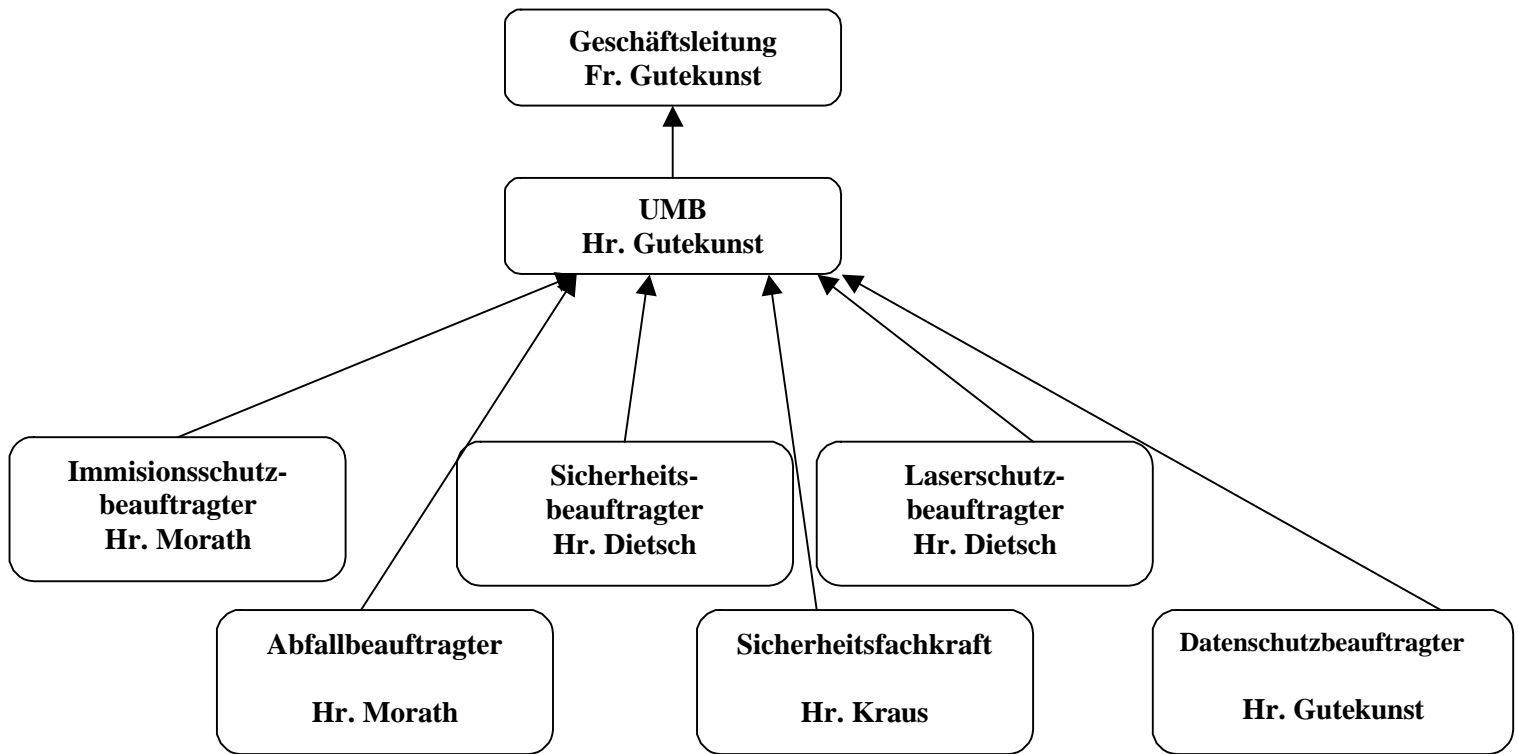 Geschäftsleitung
Fr. Gutekunst
UMB
Hr. Gutekunst
Immisionsschutz-
beauftragter
Hr. Morath
Sicherheits-
beauftragter
Hr. Dietsch
Laserschutz-
beauftragter
Hr. Dietsch
Abfallbeauftragter
Hr. Morath
Sicherheitsfachkraft
Hr. Kraus
Datenschutzbeauftragter
Hr. Gutekunst